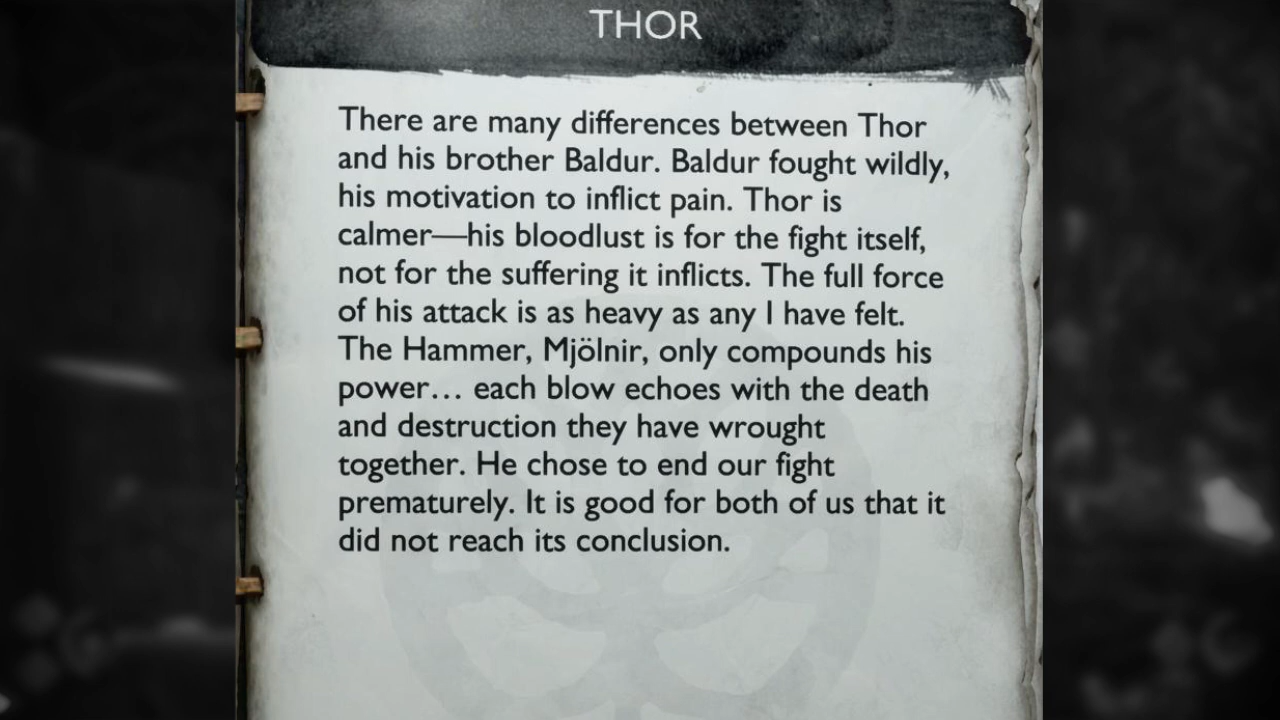 THOR
There are many differences between Thor
and his brother Baldur. Baldur fought wildly,
his motivation to inflict pain. Thor is
calmer—his bloodlust is for the fight itself,
not for the suffering it inflicts. The full force
of his attack is as heavy as any I have felt.
The Hammer, Mjölnir, only compounds his
power… each blow echoes with the death
and destruction they have wrought
together. He chose to end our fight
prematurely. It is good for both of us that it
did not reach its conclusion.